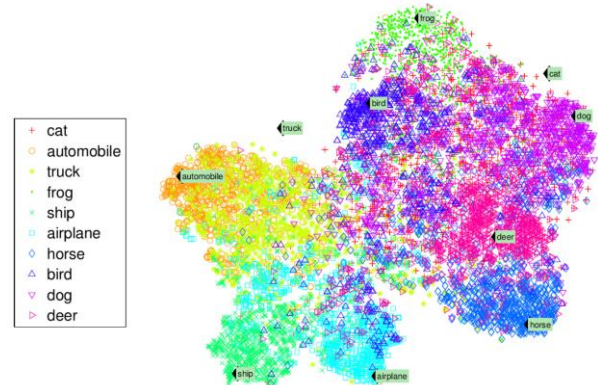 frog
cat
bird
dog
truck
cat
automobile
truck
frog
ship
airplane
horse
bird
dog
deer
automobile
deer
horse
ship
airplane